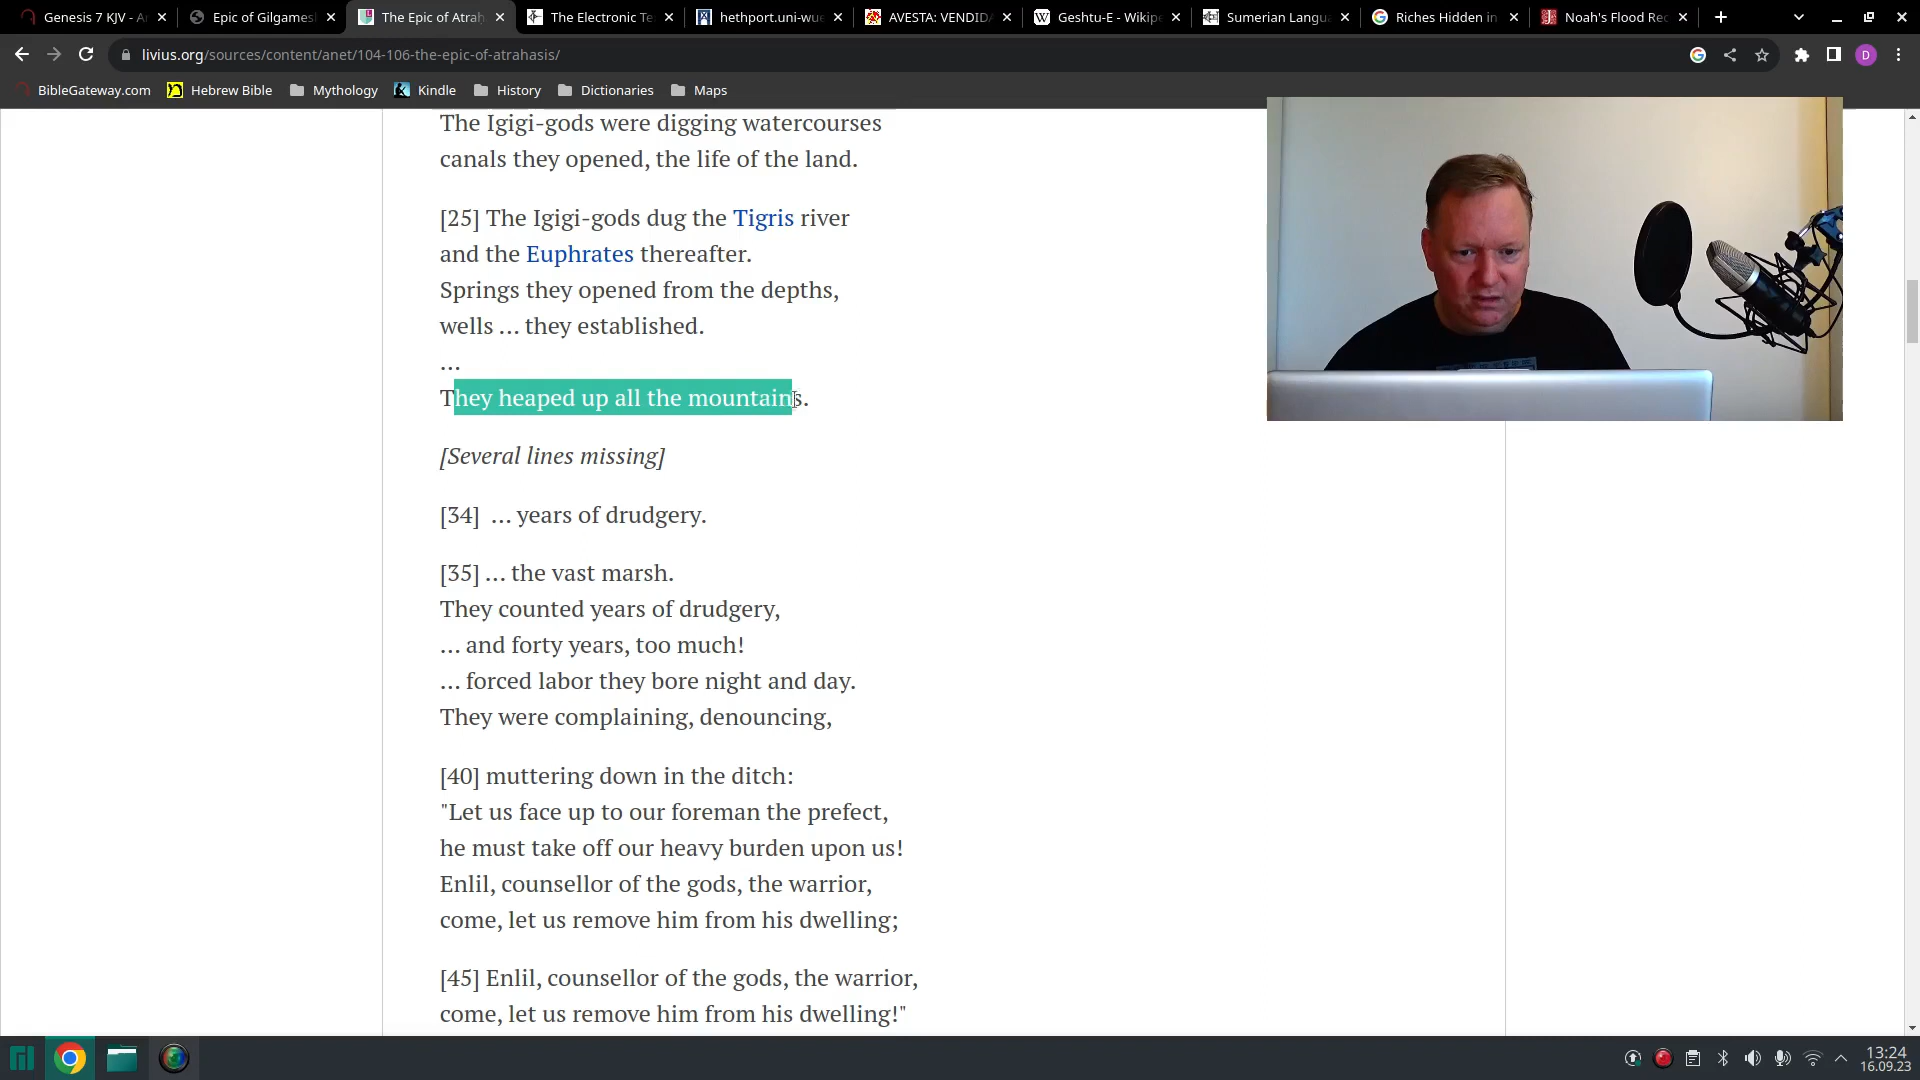 Genesis 7 KJV - A
Epic of Gilgames
The Epic of Atrah
The Electronic Te
hethport.uni-wue
AVESTA: VENDIDA
Geshtu-E - Wikipe
Sumerian Langua
Riches Hidden in
Noah's Flood Rec
livius.org/sources/content/anet/104-106-the-epic-of-atrahasis/
D
BibleGateway.com
Hebrew Bible
Mythology
Kindle
History
Dictionaries
Maps
The Igigi-gods were digging watercourses
canals they opened, the life of the land.
[25] The Igigi-gods dug the Tigris river
and the Euphrates thereafter.
Springs they opened from the depths,
wells ... they established.
...
They heaped up all the mountains.
[Several lines missing]
[34] ... years of drudgery.
[35] ... the vast marsh.
They counted years of drudgery,
... and forty years, too much!
... forced labor they bore night and day.
They were complaining, denouncing,
[40] muttering down in the ditch:
"Let us face up to our foreman the prefect,
he must take off our heavy burden upon us!
Enlil, counsellor of the gods, the warrior,
come, let us remove him from his dwelling;
[45] Enlil, counsellor of the gods, the warrior,
come, let us remove him from his dwelling!"
13:24
16.09.23